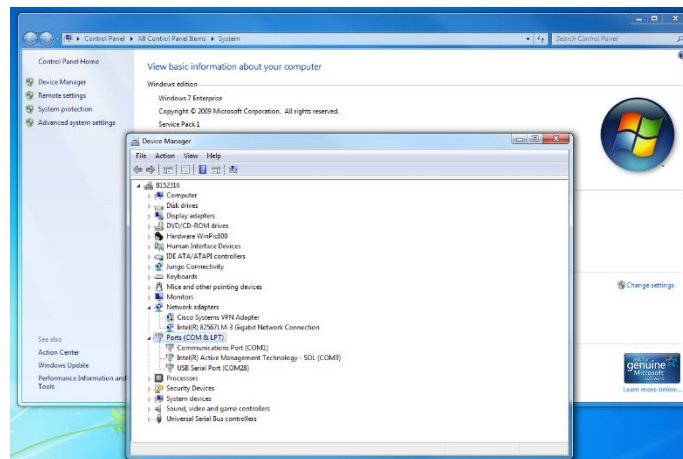 Control Panel
All Control Panel Items
System
Search Control Panel
Control Panel Home
Device Manager
Remote settings
System protection
Advanced system settings
See also
Action Center
Windows Update
Performance Information and
Tools
View basic information about your computer
Windows edition
Windows 7 Enterprise
Copyright © 2009 Microsoft Corporation. All rights reserved.
Service Pack 1
Change settings
genuine
Microsoft
software
Learn more online...
Device Manager
File Action View Help
8152316
Computer
Disk drives
Display adapters
DVD/CD-ROM drives
Hardware WinPic800
Human Interface Devices
IDE ATA/ATAPI controllers
Jungo Connectivity
Keyboards
Mice and other pointing devices
Monitors
Network adapters
Cisco Systems VPN Adapter
Intel(R) 82567LM-3 Gigabit Network Connection
Ports (COM & LPT)
Communications Port (COM1)
Intel(R) Active Management Technology - SOL (COM3)
USB Serial Port (COM28)
Processors
Security Devices
System devices
Sound, video and game controllers
Universal Serial Bus controllers